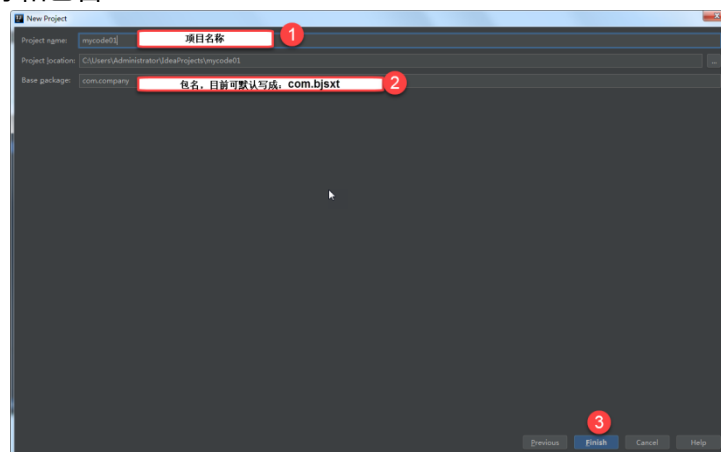 New Project
Project name: mycode01 项目名称 1
Project location: C:\Users\Administrator\IdeaProjects\mycode01 ...
Base package: com.company 包名，目前可默认写成：com.bjsxt 2
3
Previous Finish Cancel Help